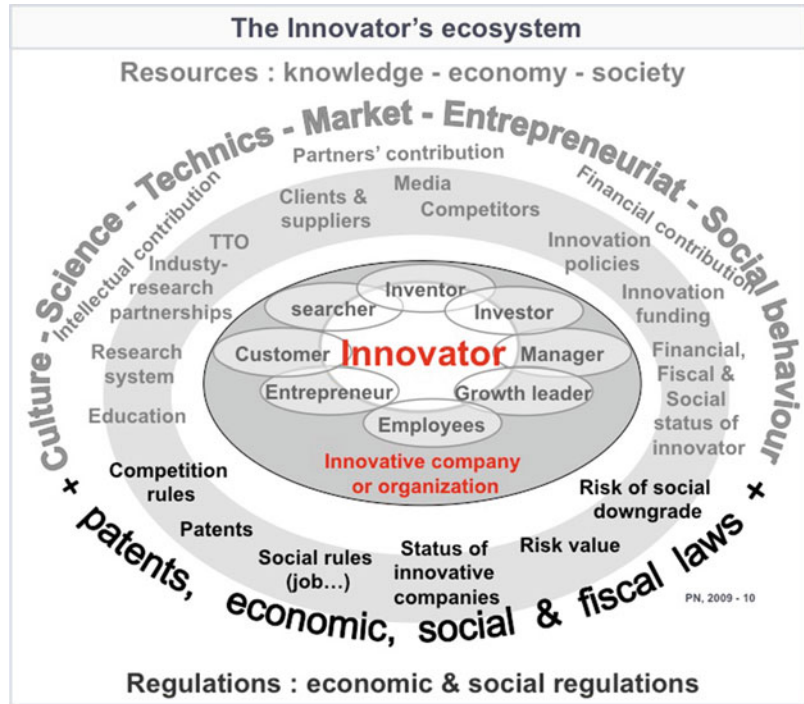 The Innovator's ecosystem
Resources : knowledge - economy - society
Culture - Science - Technics - Market - Entrepreneuriat - Social behaviour
Intellectual contribution
Partners' contribution
Financial contribution
Clients &
suppliers
Media
Competitors
TTO
Industy-
research
partnerships
Research
system
Education
Innovation
policies
Innovation
funding
Financial,
Fiscal &
Social
status of
innovator
Inventor
searcher
Investor
Customer
Innovator
Manager
Entrepreneur
Growth leader
Employees
Innovative company
or organization
Competition
rules
Patents
Social rules
(job…)
Status of
innovative
companies
Risk value
Risk of social
downgrade
+ patents, economic, social & fiscal laws +
PN, 2009 - 10
Regulations : economic & social regulations